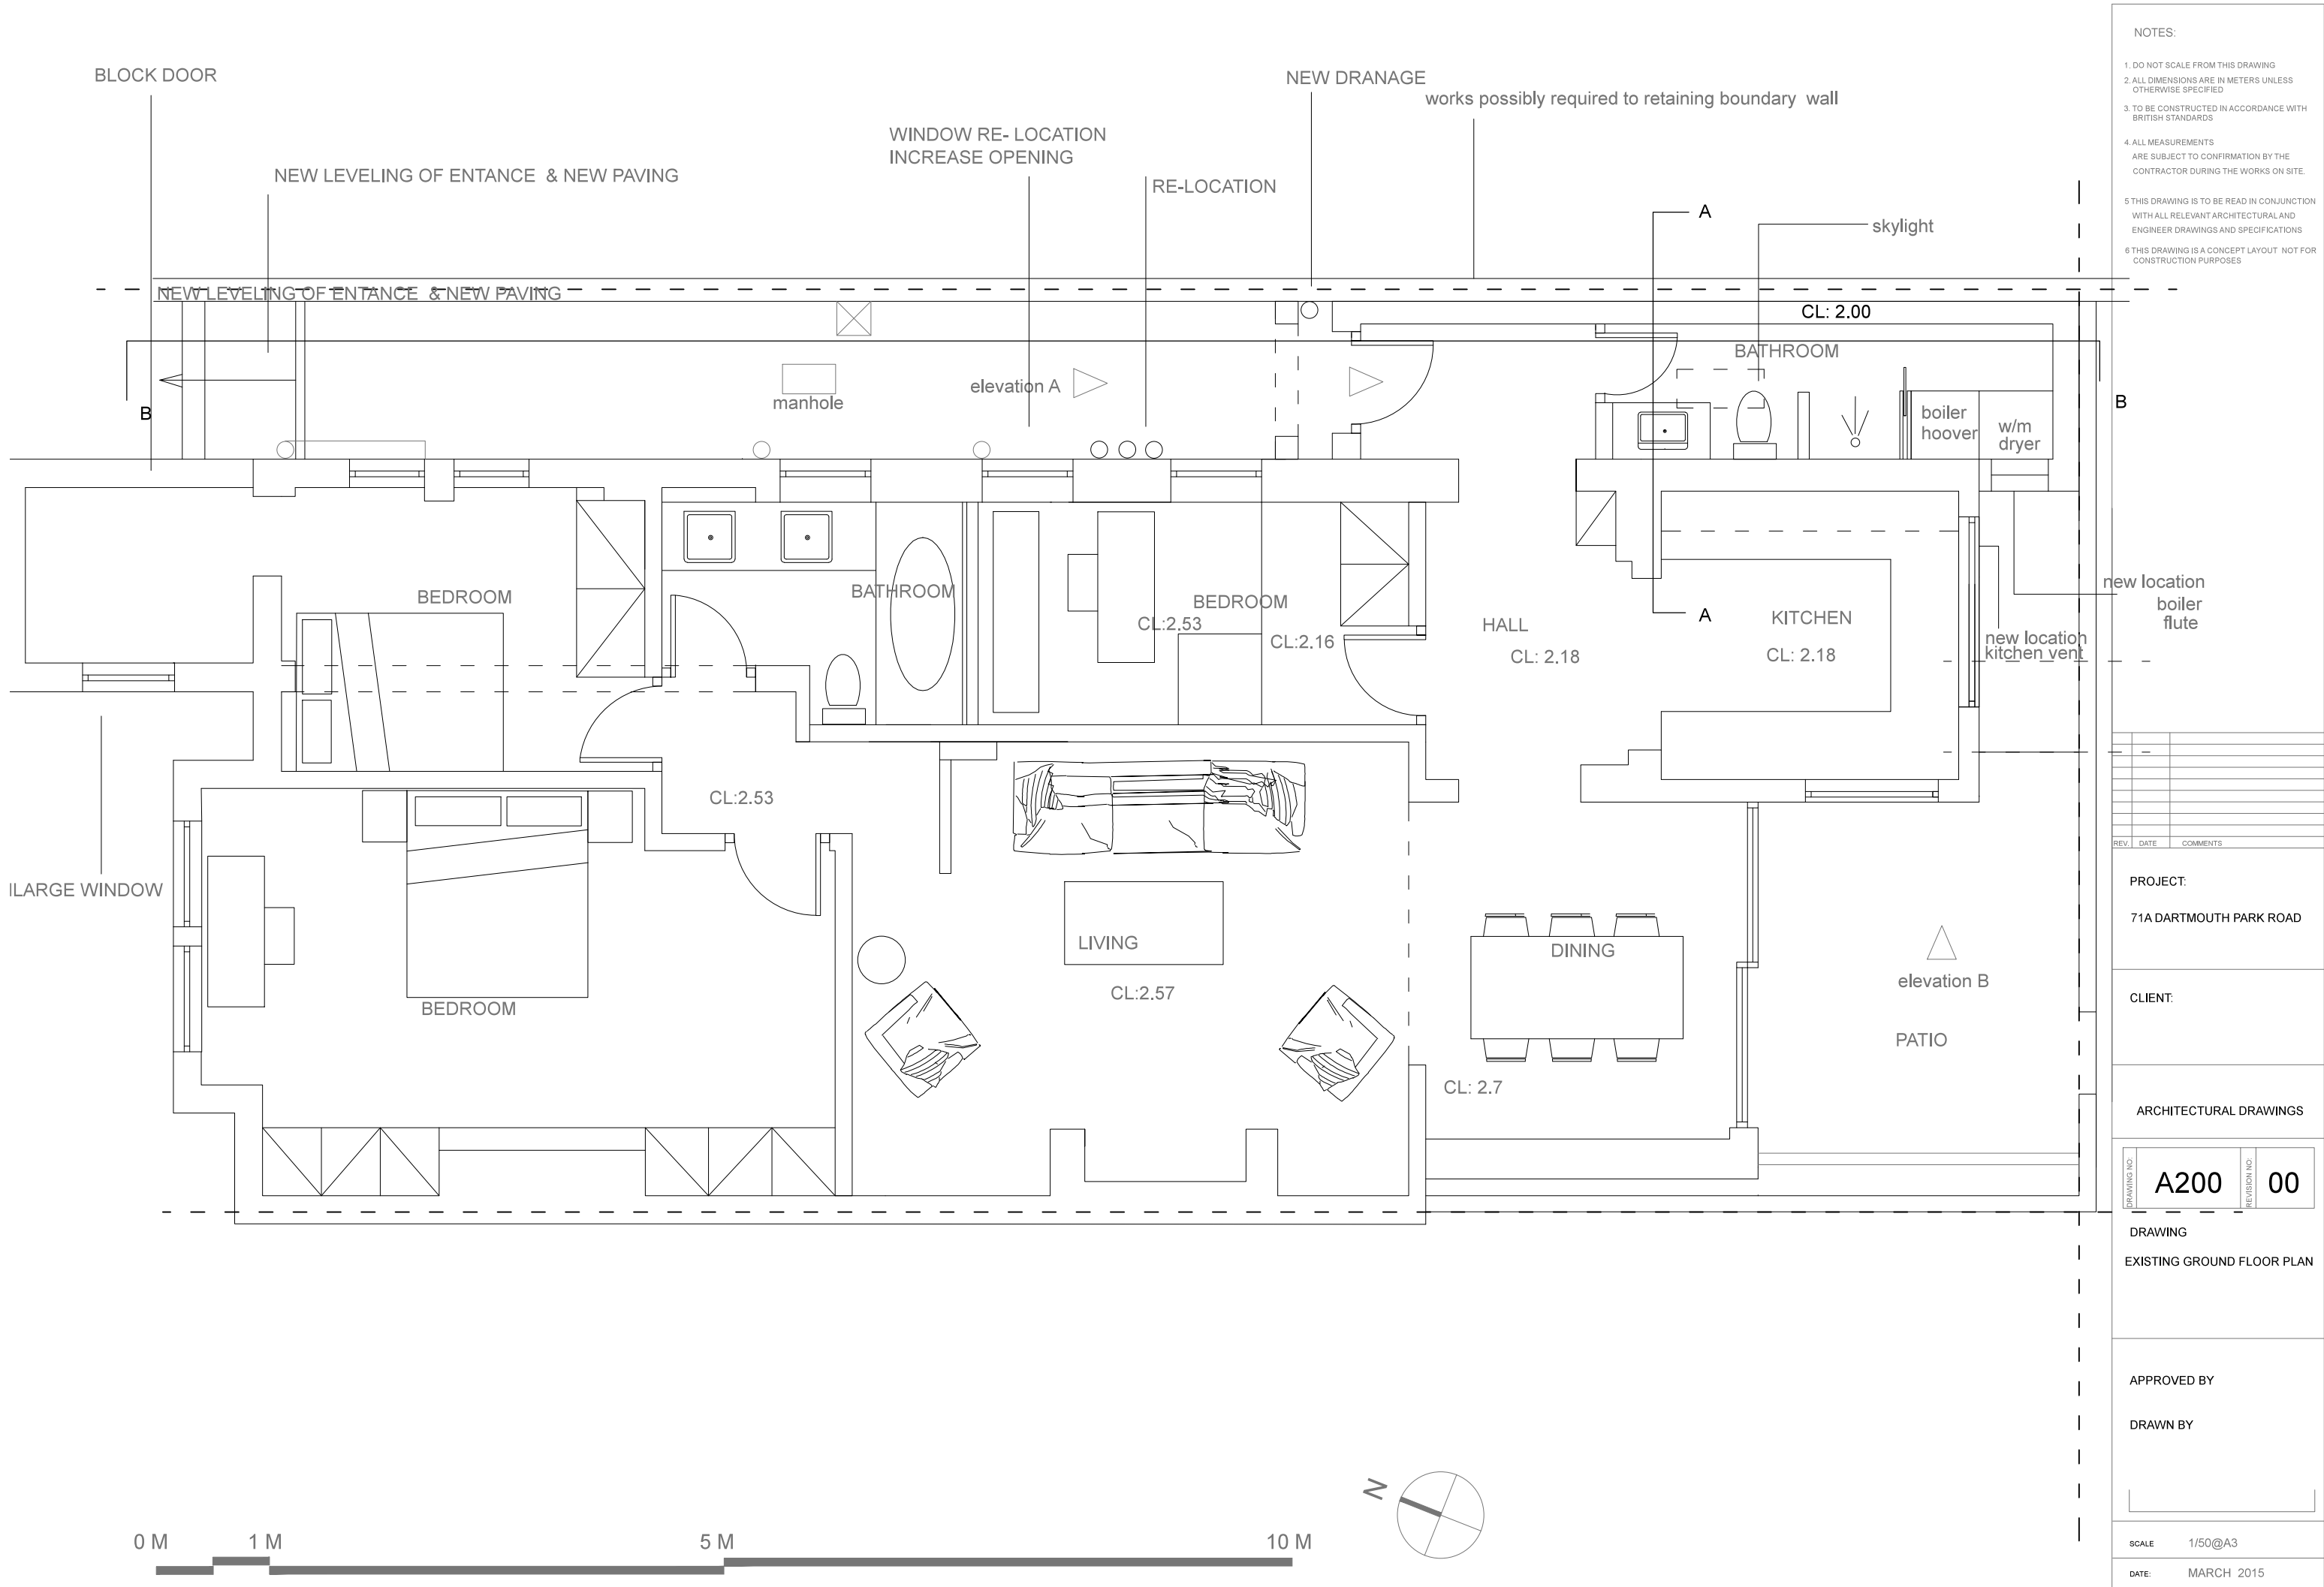 BLOCK DOOR
NEW LEVELING OF ENTANCE & NEW PAVING
WINDOW RE- LOCATION
INCREASE OPENING
RE-LOCATION
NEW DRANAGE
works possibly required to retaining boundary wall
A
skylight
NEW LEVELING OF ENTANCE & NEW PAVING
CL: 2.00
BATHROOM
elevation A
manhole
B
B
boiler
hoover
w/m
dryer
BEDROOM
BATHROOM
BEDROOM
CL:2.53
CL:2.16
HALL
CL: 2.18
A
KITCHEN
CL: 2.18
new location
boiler
flute
new location
kitchen vent
CL:2.53
LARGE WINDOW
BEDROOM
LIVING
CL:2.57
DINING
CL: 2.7
elevation B
PATIO
0 M
1 M
5 M
10 M
N
NOTES:
1. DO NOT SCALE FROM THIS DRAWING
2. ALL DIMENSIONS ARE IN METERS UNLESS
OTHERWISE SPECIFIED
3. TO BE CONSTRUCTED IN ACCORDANCE WITH
BRITISH STANDARDS
4. ALL MEASUREMENTS
ARE SUBJECT TO CONFIRMATION BY THE
CONTRACTOR DURING THE WORKS ON SITE.
5 THIS DRAWING IS TO BE READ IN CONJUNCTION
WITH ALL RELEVANT ARCHITECTURAL AND
ENGINEER DRAWINGS AND SPECIFICATIONS
6 THIS DRAWING IS A CONCEPT LAYOUT NOT FOR
CONSTRUCTION PURPOSES
REV. DATE COMMENTS
PROJECT:
71A DARTMOUTH PARK ROAD
CLIENT:
ARCHITECTURAL DRAWINGS
DRAWING NO: A200 REVISION NO: 00
DRAWING
EXISTING GROUND FLOOR PLAN
APPROVED BY
DRAWN BY
SCALE 1/50@A3
DATE: MARCH 2015